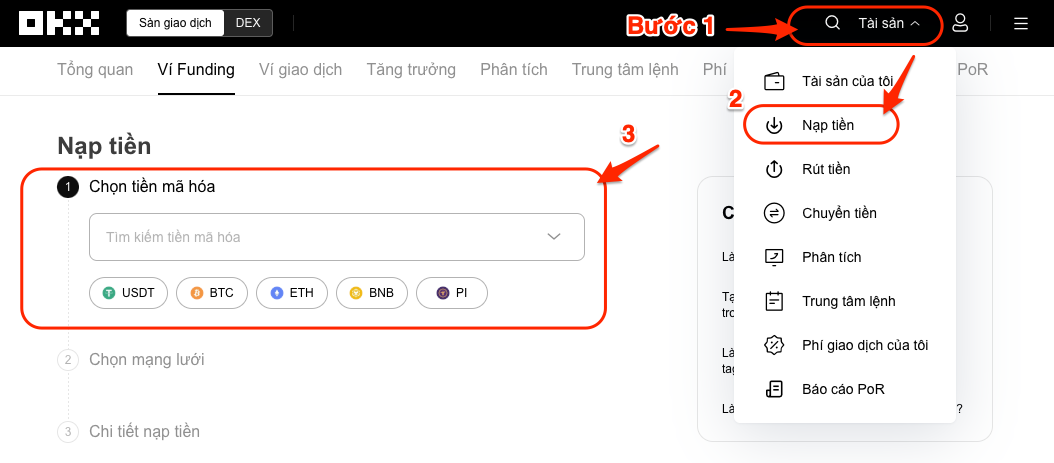 OKX Sàn giao dịch DEX Bước 1 Tài sản
Tổng quan Ví Funding Ví giao dịch Tăng trưởng Phân tích Trung tâm lệnh Phí PoR
Tài sản của tôi
2
Nạp tiền
Rút tiền
Chuyển tiền
Phân tích
Trung tâm lệnh
Phí giao dịch của tôi
Báo cáo PoR
Nạp tiền
3
1 Chọn tiền mã hóa
Tìm kiếm tiền mã hóa
USDT BTC ETH BNB PI
2 Chọn mạng lưới
3 Chi tiết nạp tiền
C
Là
Tạ
tro
Là
tag
Là ?